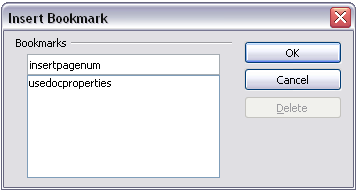 Insert Bookmark
Bookmarks
insertpagenum
usedocproperties
OK
Cancel
Delete